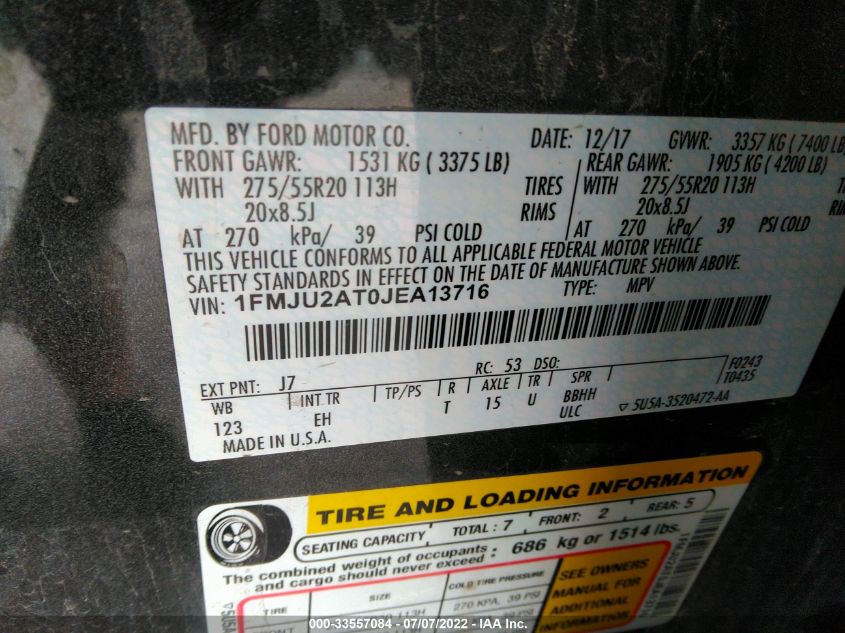 MFD. BY FORD MOTOR CO. DATE: 12/17 GVWR: 3357 KG ( 7400 LB
FRONT GAWR: 1531 KG ( 3375 LB) REAR GAWR: 1905 KG ( 4200 LB)
WITH 275/55R20 113H TIRES WITH 275/55R20 113H
20x8.5J RIMS 20x8.5J RIM
AT 270 kPa/ 39 PSI COLD AT 270 kPa/ 39 PSI COLD
THIS VEHICLE CONFORMS TO ALL APPLICABLE FEDERAL MOTOR VEHICLE
SAFETY STANDARDS IN EFFECT ON THE DATE OF MANUFACTURE SHOWN ABOVE.
VIN: 1FMJU2AT0JEA13716 TYPE: MPV
EXT PNT: J7 RC: 53 DSO: F0243
WB INT TR TP/PS R AXLE TR SPR T0435
123 EH T 15 U BBHH
ULC ▽ 5U5A-3520472-AA
MADE IN U.S.A.
TIRE AND LOADING INFORMATION
SEATING CAPACITY TOTAL : 7 FRONT: 2 REAR: 5
The combined weight of occupants
and cargo should never exceed : 686 kg or 1514 lbs.
TIRE SIZE COLD TIRE PRESSURE
113H 270 KPA, 39 PSI
SEE OWNERS
MANUAL FOR
ADDITIONAL
INFORMATION
Stock - 33557084 - 07/07/2022 - IAA Inc.